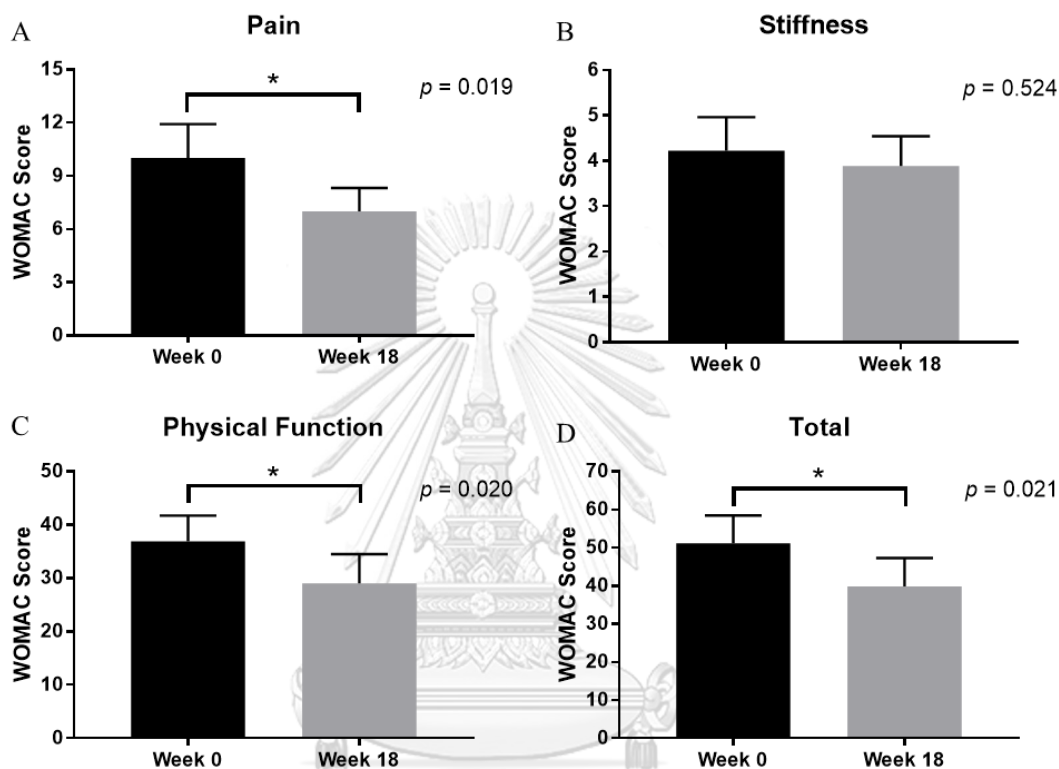 A
Pain
15
12
9
6
3
0
WOMAC Score
*
p = 0.019
Week 0
Week 18
B
Stiffness
6
5
4
3
2
1
0
WOMAC Score
p = 0.524
Week 0
Week 18
C
Physical Function
50
40
30
20
10
0
WOMAC Score
*
p = 0.020
Week 0
Week 18
D
Total
70
60
50
40
30
20
10
0
WOMAC Score
*
p = 0.021
Week 0
Week 18